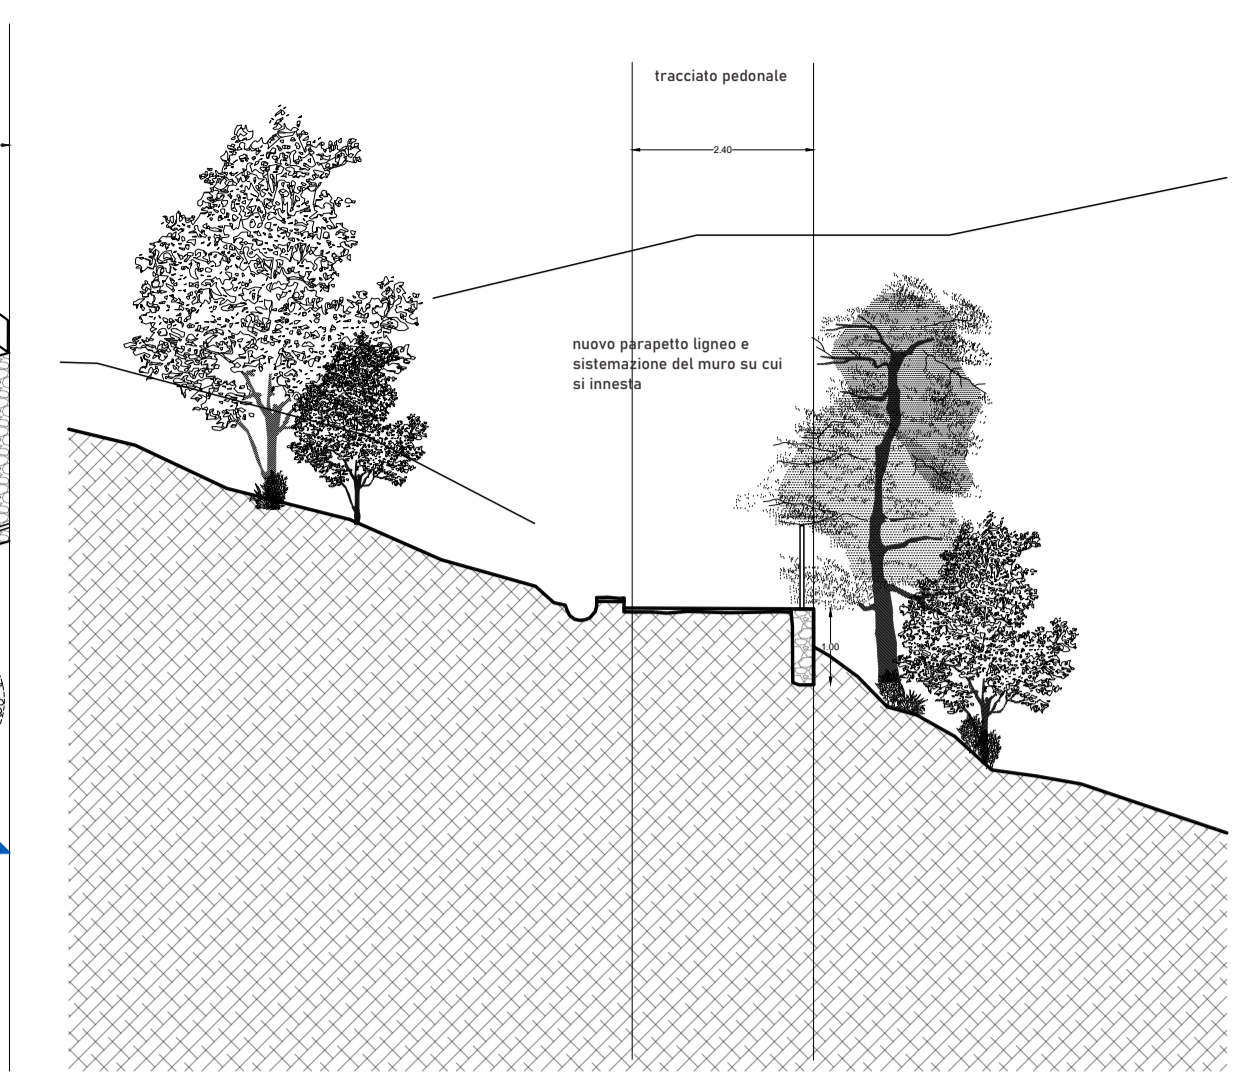 tracciato pedonale
2.40
nuovo parapetto ligneo e
sistemazione del muro su cui
si innesta
1.00